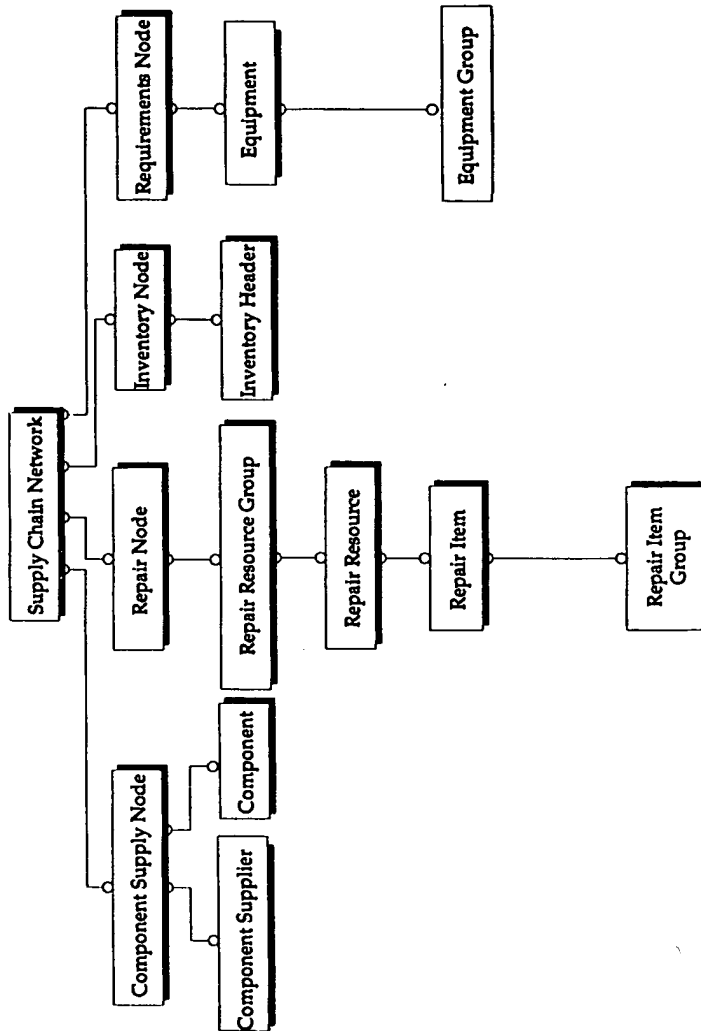 Supply Chain Network
Component Supply Node
Repair Node
Inventory Node
Requirements Node
Component Supplier
Component
Repair Resource Group
Inventory Header
Equipment
Repair Resource
Repair Item
Equipment Group
Repair Item
Group